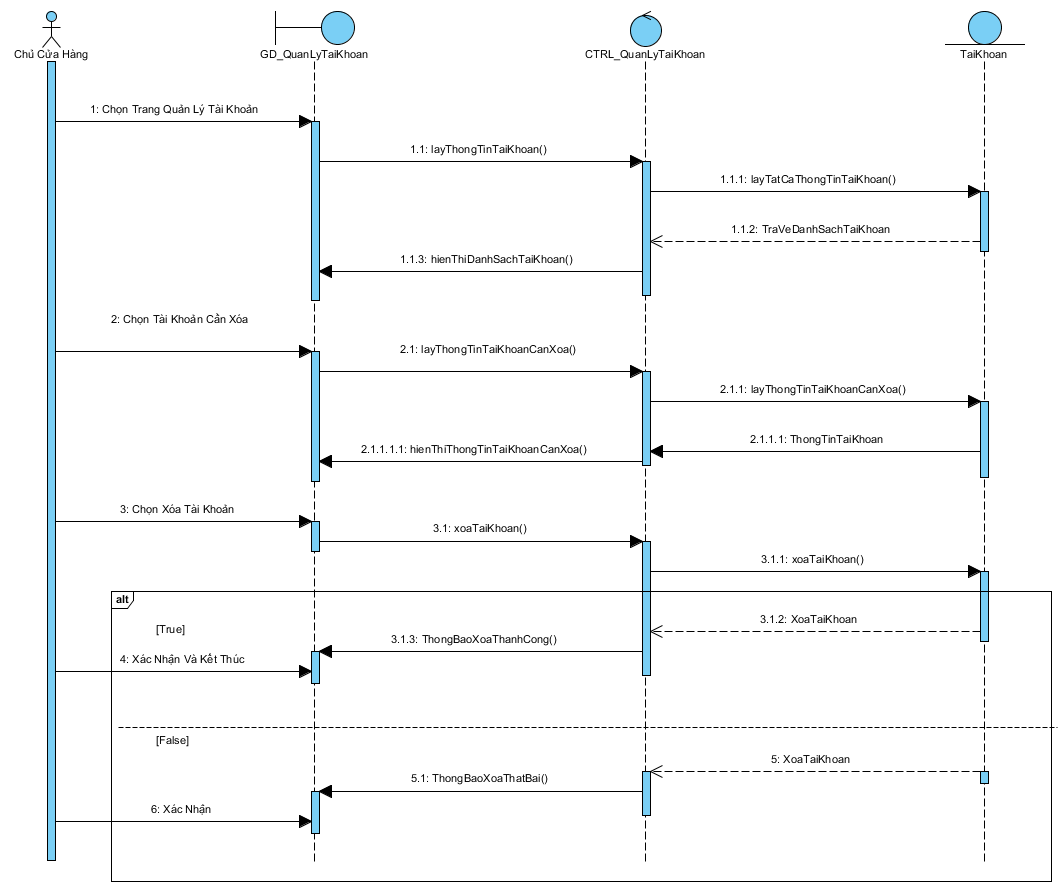 Chủ Cửa Hàng
GD_QuanLyTaiKhoan
CTRL_QuanLyTaiKhoan
TaiKhoan
1: Chọn Trang Quản Lý Tài Khoản
1.1: layThongTinTaiKhoan()
1.1.1: layTatCaThongTinTaiKhoan()
1.1.2: TraVeDanhSachTaiKhoan
1.1.3: hienThiDanhSachTaiKhoan()
2: Chọn Tài Khoản Cần Xóa
2.1: layThongTinTaiKhoanCanXoa()
2.1.1: layThongTinTaiKhoanCanXoa()
2.1.1.1: ThongTinTaiKhoan
2.1.1.1.1: hienThiThongTinTaiKhoanCanXoa()
3: Chọn Xóa Tài Khoản
3.1: xoaTaiKhoan()
3.1.1: xoaTaiKhoan()
alt
[True]
3.1.2: XoaTaiKhoan
3.1.3: ThongBaoXoaThanhCong()
4: Xác Nhận Và Kết Thúc
[False]
5: XoaTaiKhoan
5.1: ThongBaoXoaThatBai()
6: Xác Nhận